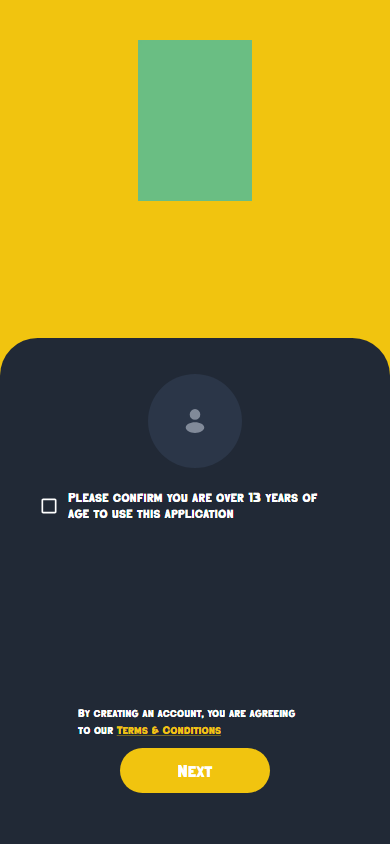 Please confirm you are over 13 years of
age to use this application
By creating an account, you are agreeing
to our Terms & Conditions
Next